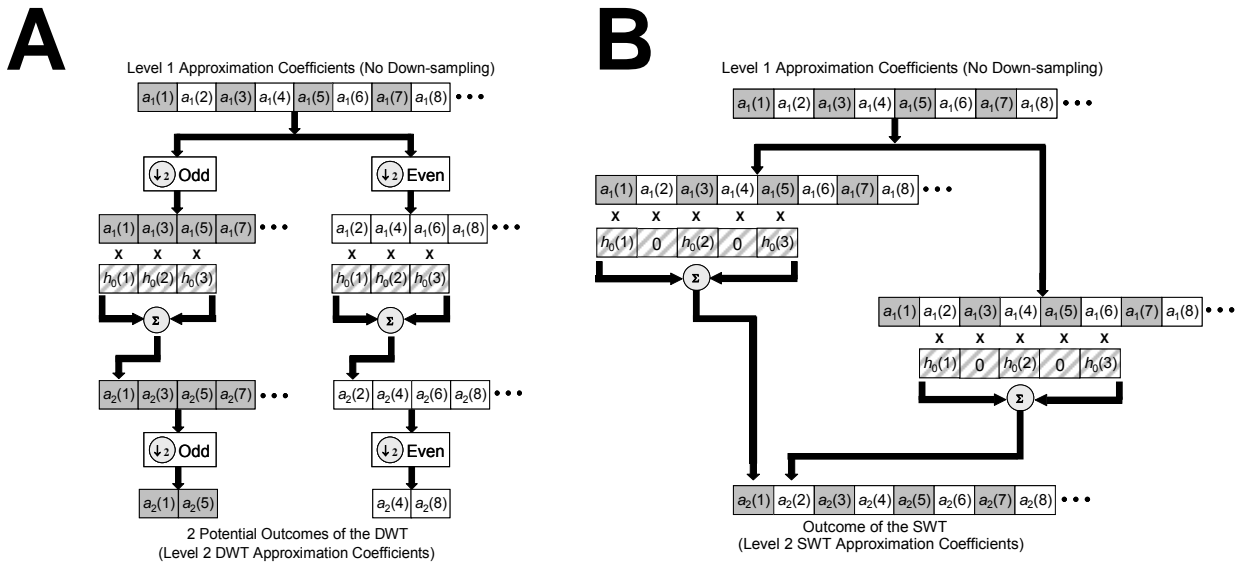 A
Level 1 Approximation Coefficients (No Down-sampling)
a₁(1) a₁(2) a₁(3) a₁(4) a₁(5) a₁(6) a₁(7) a₁(8) •••
↓2 Odd
↓2 Even
a₁(1) a₁(3) a₁(5) a₁(7) •••
a₁(2) a₁(4) a₁(6) a₁(8) •••
x x x
x x x
h₀(1) h₀(2) h₀(3)
h₀(1) h₀(2) h₀(3)
Σ
Σ
a₂(1) a₂(3) a₂(5) a₂(7) •••
a₂(2) a₂(4) a₂(6) a₂(8) •••
↓2 Odd
↓2 Even
a₂(1) a₂(5)
a₂(4) a₂(8)
2 Potential Outcomes of the DWT
(Level 2 DWT Approximation Coefficients)
B
Level 1 Approximation Coefficients (No Down-sampling)
a₁(1) a₁(2) a₁(3) a₁(4) a₁(5) a₁(6) a₁(7) a₁(8) •••
a₁(1) a₁(2) a₁(3) a₁(4) a₁(5) a₁(6) a₁(7) a₁(8) •••
x x x x x
h₀(1) 0 h₀(2) 0 h₀(3)
Σ
a₁(1) a₁(2) a₁(3) a₁(4) a₁(5) a₁(6) a₁(7) a₁(8) •••
x x x x x
h₀(1) 0 h₀(2) 0 h₀(3)
Σ
a₂(1) a₂(2) a₂(3) a₂(4) a₂(5) a₂(6) a₂(7) a₂(8) •••
Outcome of the SWT
(Level 2 SWT Approximation Coefficients)